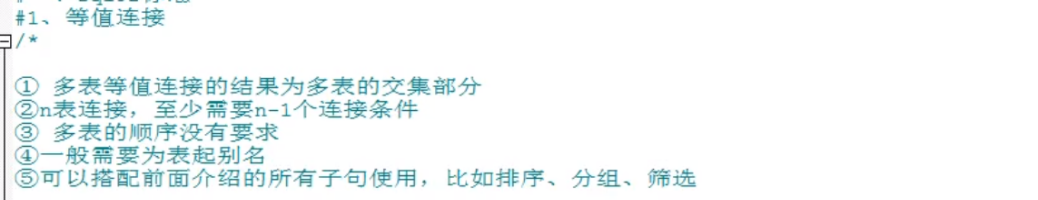 #1、等值连接
/*
① 多表等值连接的结果为多表的交集部分
②n表连接，至少需要n-1个连接条件
③ 多表的顺序没有要求
④一般需要为表起别名
⑤可以搭配前面介绍的所有子句使用，比如排序、分组、筛选